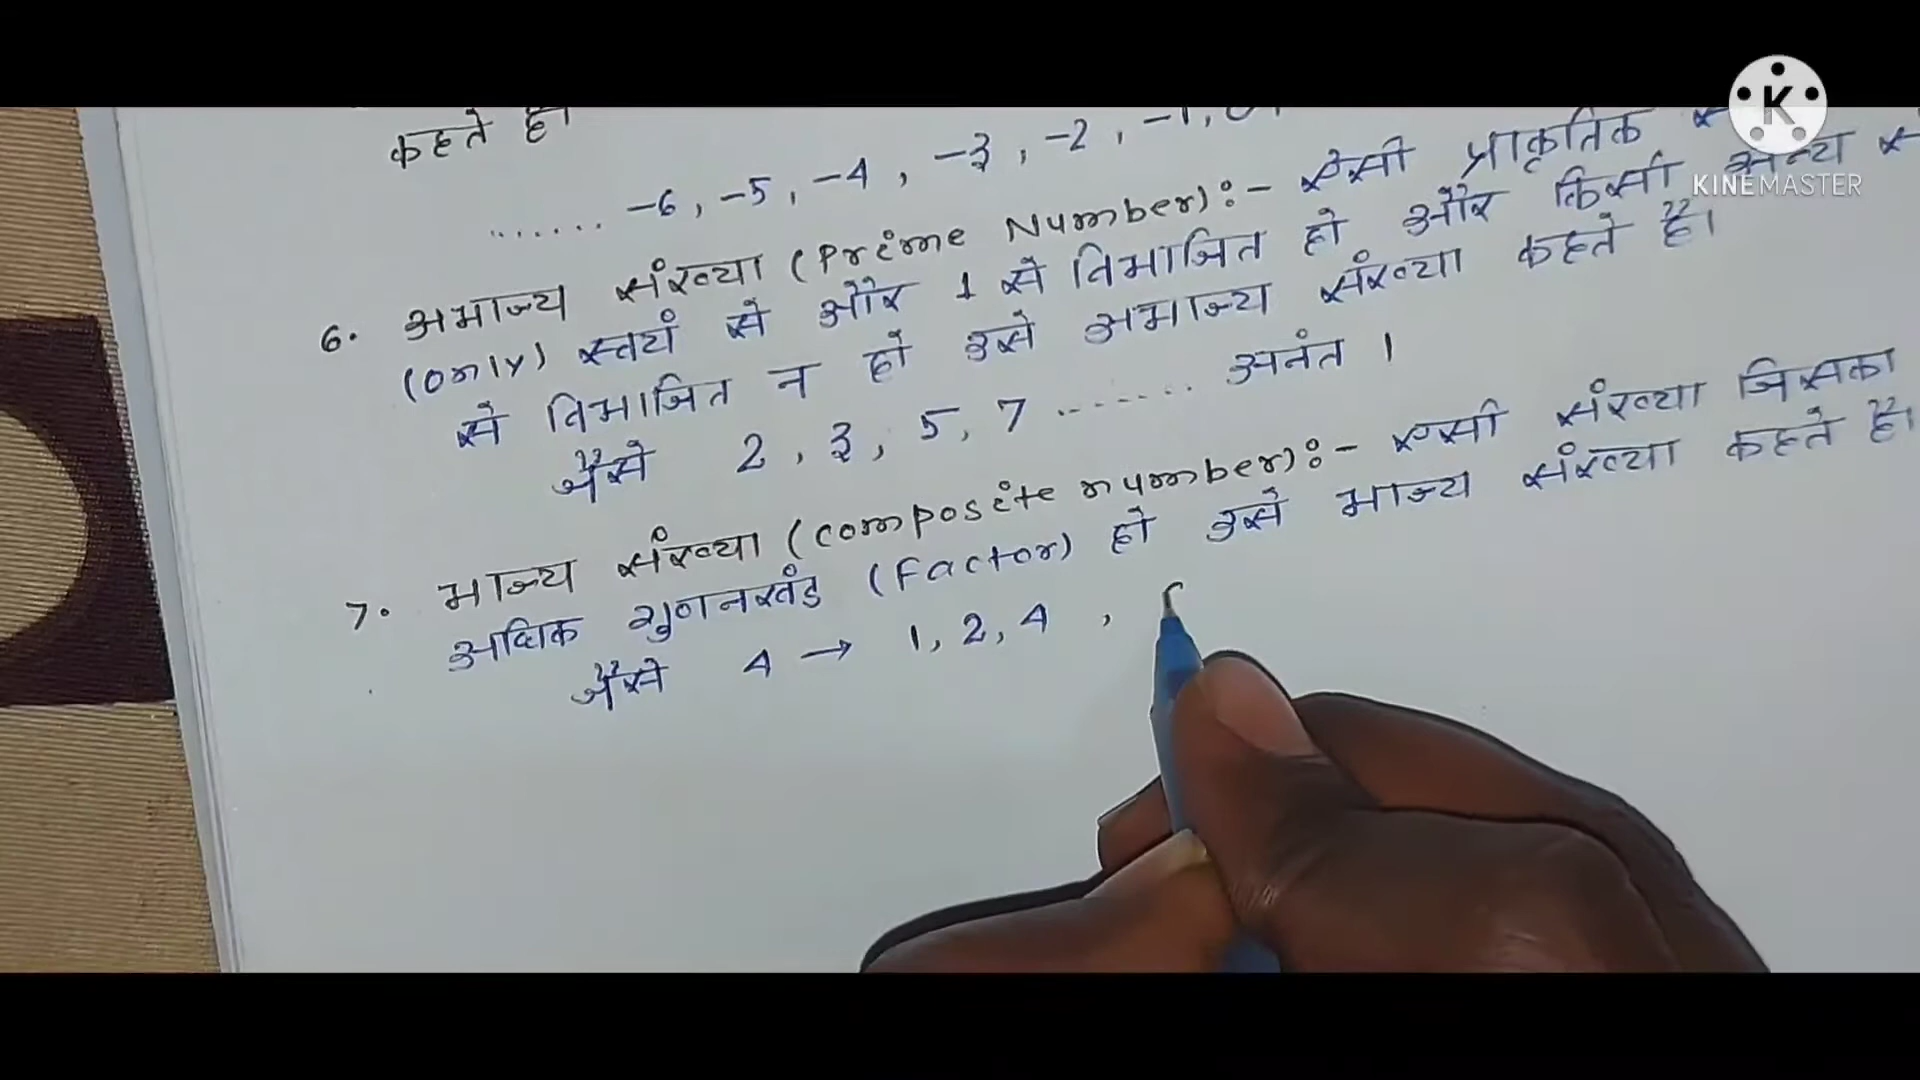 कहते हैं।
....... -6, -5, -4, -3, -2, -1,
6. अभाज्य संख्या (Prime Number):- ऐसी प्राकृतिक
(only) स्वयं से और 1 से विभाजित हो और किसी अन्य
से विभाजित न हो उसे अभाज्य संख्या कहते हैं।
जैसे 2, 3, 5, 7 ........ अनंत ।
7. भाज्य संख्या (composite number):- ऐसी संख्या जिसका
अधिक गुणनखंड (Factor) हो उसे भाज्य संख्या कहते हैं।
जैसे 4 → 1, 2, 4 ,
K
KINEMASTER